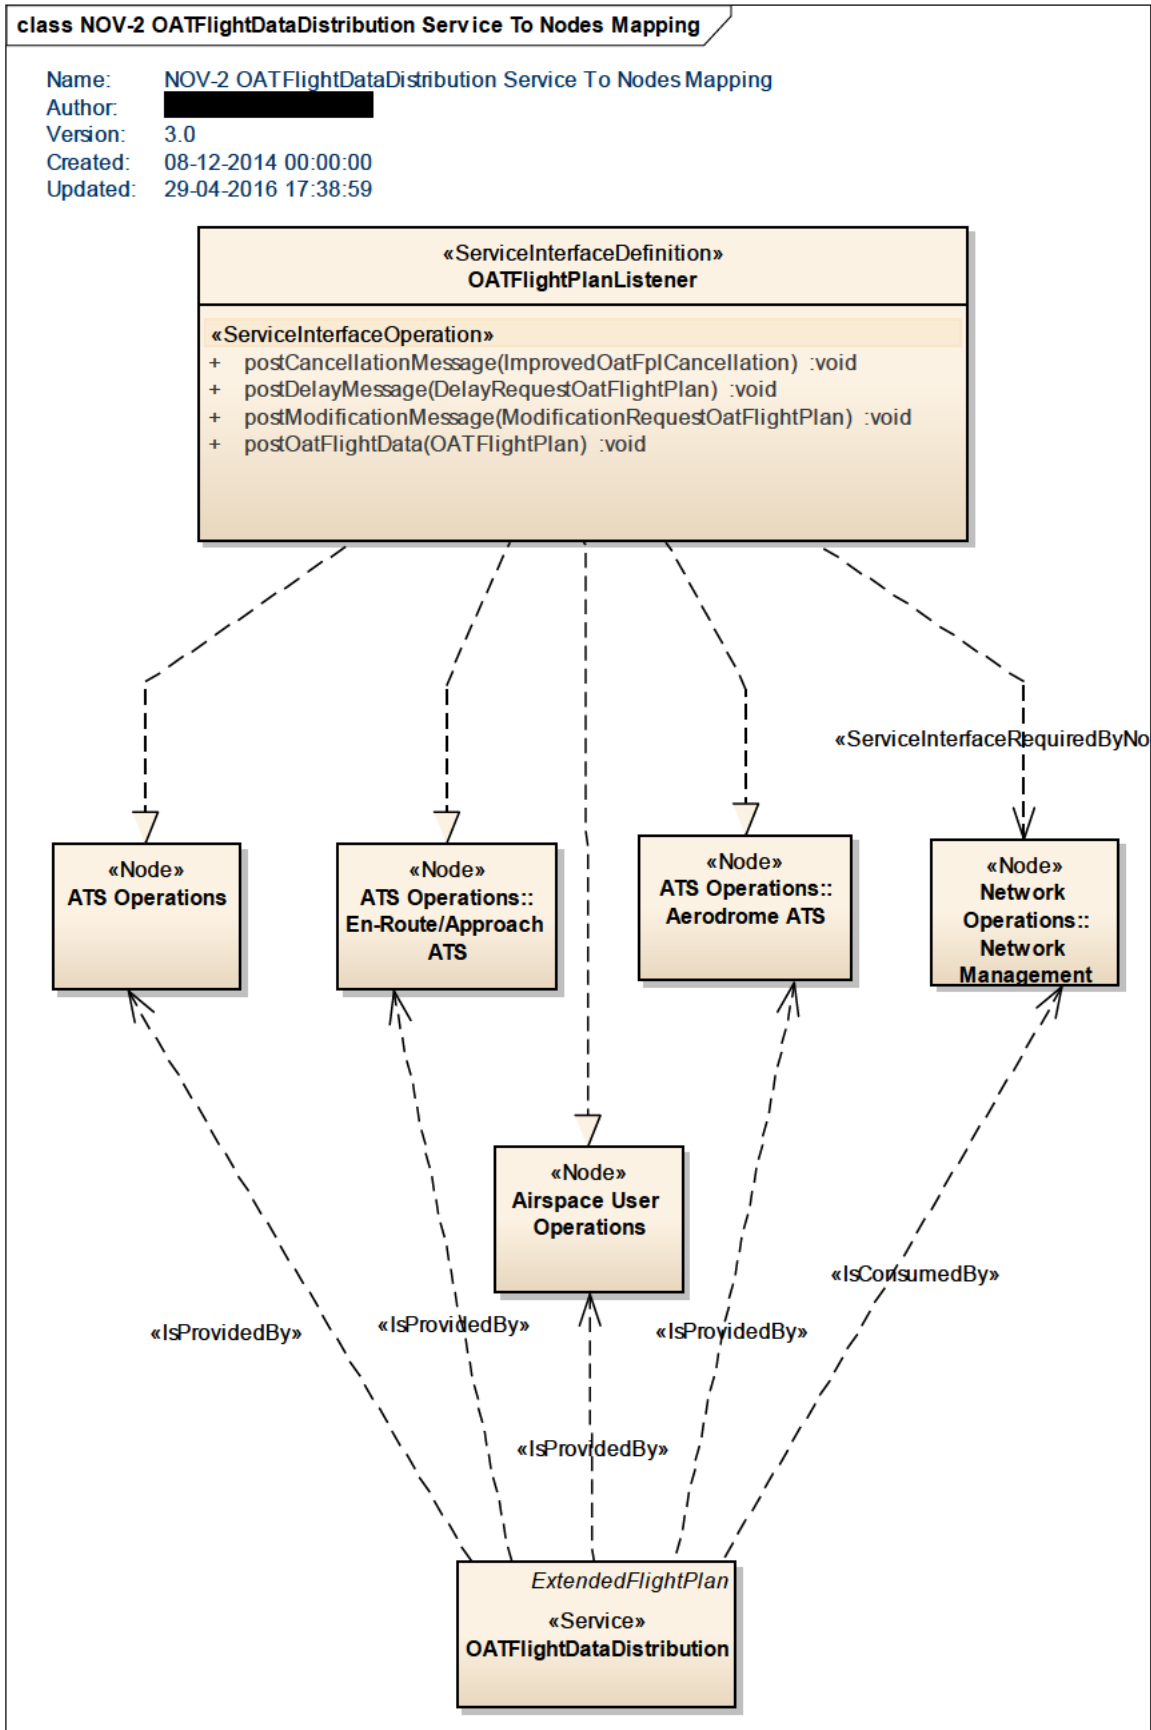 class NOV-2 OATFlightDataDistribution Service To Nodes Mapping
Name: NOV-2 OATFlightDataDistribution Service To Nodes Mapping
Author:
Version: 3.0
Created: 08-12-2014 00:00:00
Updated: 29-04-2016 17:38:59
«ServiceInterfaceDefinition»
OATFlightPlanListener
«ServiceInterfaceOperation»
+ postCancellationMessage(ImprovedOatFplCancellation) :void
+ postDelayMessage(DelayRequestOatFlightPlan) :void
+ postModificationMessage(ModificationRequestOatFlightPlan) :void
+ postOatFlightData(OATFlightPlan) :void
«ServiceInterfaceRequiredByNo
«Node»
ATS Operations
«Node»
ATS Operations::
En-Route/Approach
ATS
«Node»
ATS Operations::
Aerodrome ATS
«Node»
Network
Operations::
Network
Management
«Node»
Airspace User
Operations
«IsConsumedBy»
«IsProvidedBy»
«IsProvidedBy»
«IsProvidedBy»
«IsProvidedBy»
ExtendedFlightPlan
«Service»
OATFlightDataDistribution